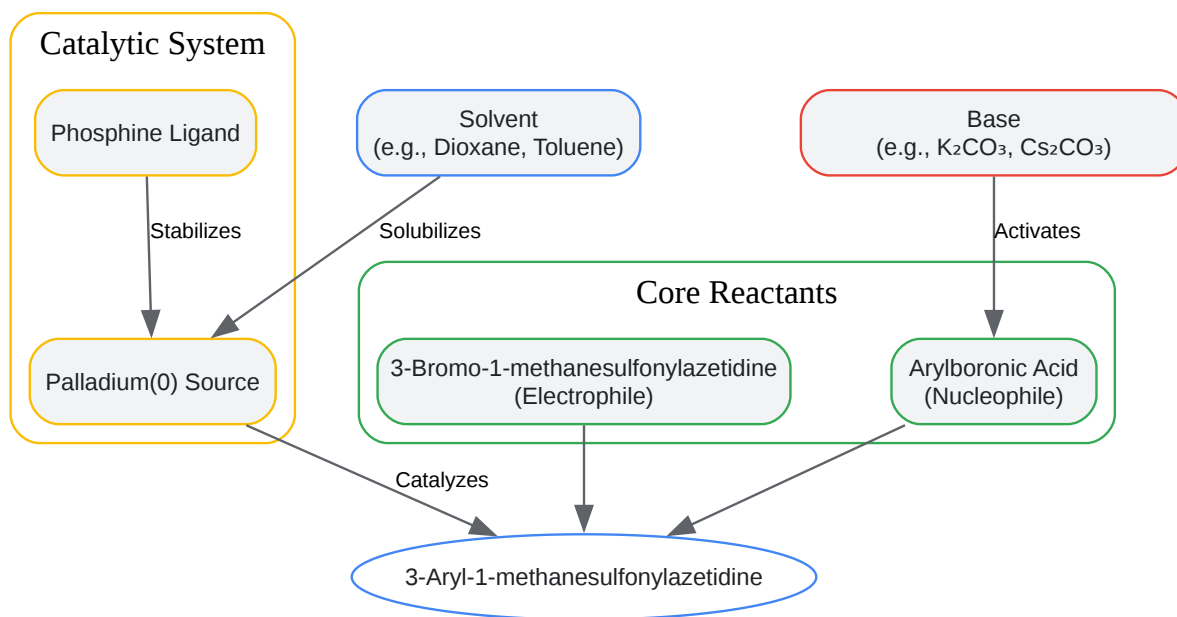 Catalytic System
Phosphine Ligand
Solvent
(e.g., Dioxane, Toluene)
Base
(e.g., K₂CO₃, Cs₂CO₃)
Stabilizes
Solubilizes
Activates
Core Reactants
Palladium(0) Source
3-Bromo-1-methanesulfonylazetidine
(Electrophile)
Arylboronic Acid
(Nucleophile)
Catalyzes
3-Aryl-1-methanesulfonylazetidine